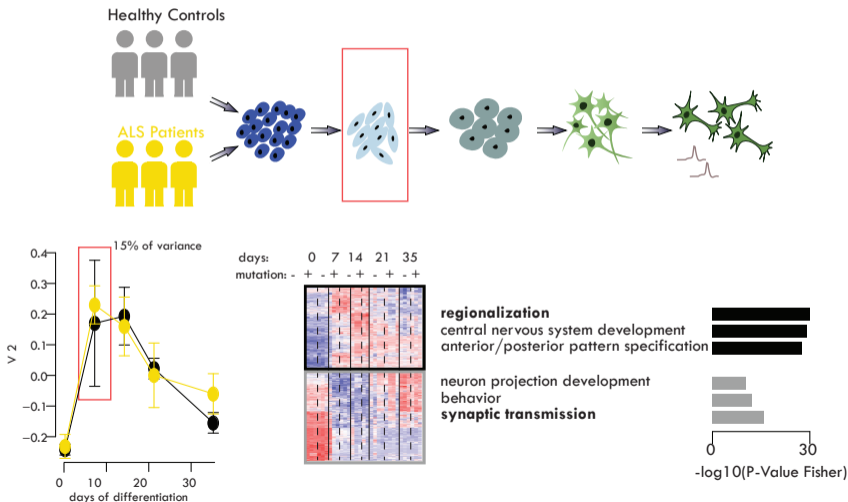 Healthy Controls
ALS Patients
15% of variance
0.4
0.3
0.2
0.1
0.0
-0.1
-0.2
V 2
0 10 20 30
days of differentiation
days: 0 7 14 21 35
mutation: - + - + - + - + - +
regionalization
central nervous system development
anterior/posterior pattern specification
neuron projection development
behavior
synaptic transmission
0 30
-log10(P-Value Fisher)